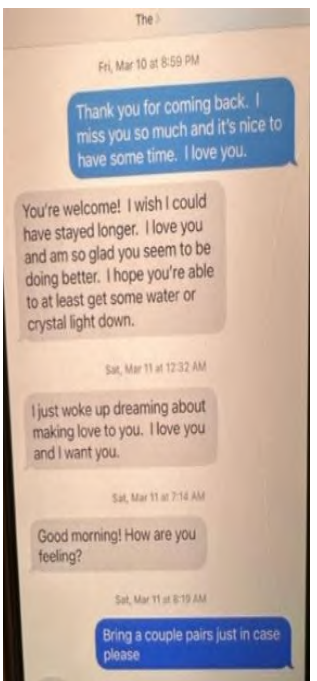 The >
Fri, Mar 10 at 8:59 PM
Thank you for coming back. I
miss you so much and it's nice to
have some time. I love you.
You're welcome! I wish I could
have stayed longer. I love you
and am so glad you seem to be
doing better. I hope you're able
to at least get some water or
crystal light down.
Sat, Mar 11 at 12:32 AM
I just woke up dreaming about
making love to you. I love you
and I want you.
Sat, Mar 11 at 7:14 AM
Good morning! How are you
feeling?
Sat, Mar 11 at 8:19 AM
Bring a couple pairs just in case
please